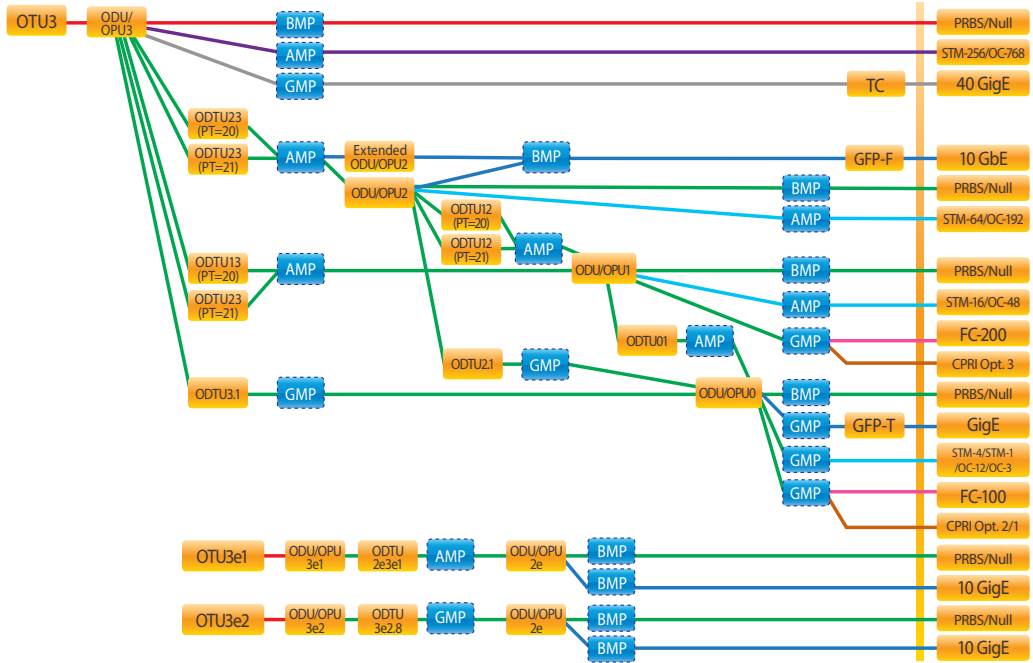 OTU3
ODU/
OPU3
BMP
PRBS/Null
AMP
STM-256/OC-768
GMP
TC
40 GigE
ODTU23
(PT=20)
ODTU23
(PT=21)
AMP
Extended
ODU/OPU2
BMP
GFP-F
10 GbE
ODU/OPU2
BMP
PRBS/Null
ODTU12
(PT=20)
AMP
STM-64/OC-192
ODTU12
(PT=21)
AMP
ODTU13
(PT=20)
AMP
ODU/OPU1
BMP
PRBS/Null
ODTU23
(PT=21)
AMP
STM-16/OC-48
ODTU01
AMP
GMP
FC-200
CPRI Opt. 3
ODTU2.1
GMP
ODTU3.1
GMP
ODU/OPU0
BMP
PRBS/Null
GMP
GFP-T
GigE
GMP
STM-4/STM-1
/OC-12/OC-3
GMP
FC-100
CPRI Opt. 2/1
OTU3e1
ODU/OPU
3e1
ODTU
2e3e1
AMP
ODU/OPU
2e
BMP
PRBS/Null
BMP
10 GigE
OTU3e2
ODU/OPU
3e2
ODTU
3e2.8
GMP
ODU/OPU
2e
BMP
PRBS/Null
BMP
10 GigE